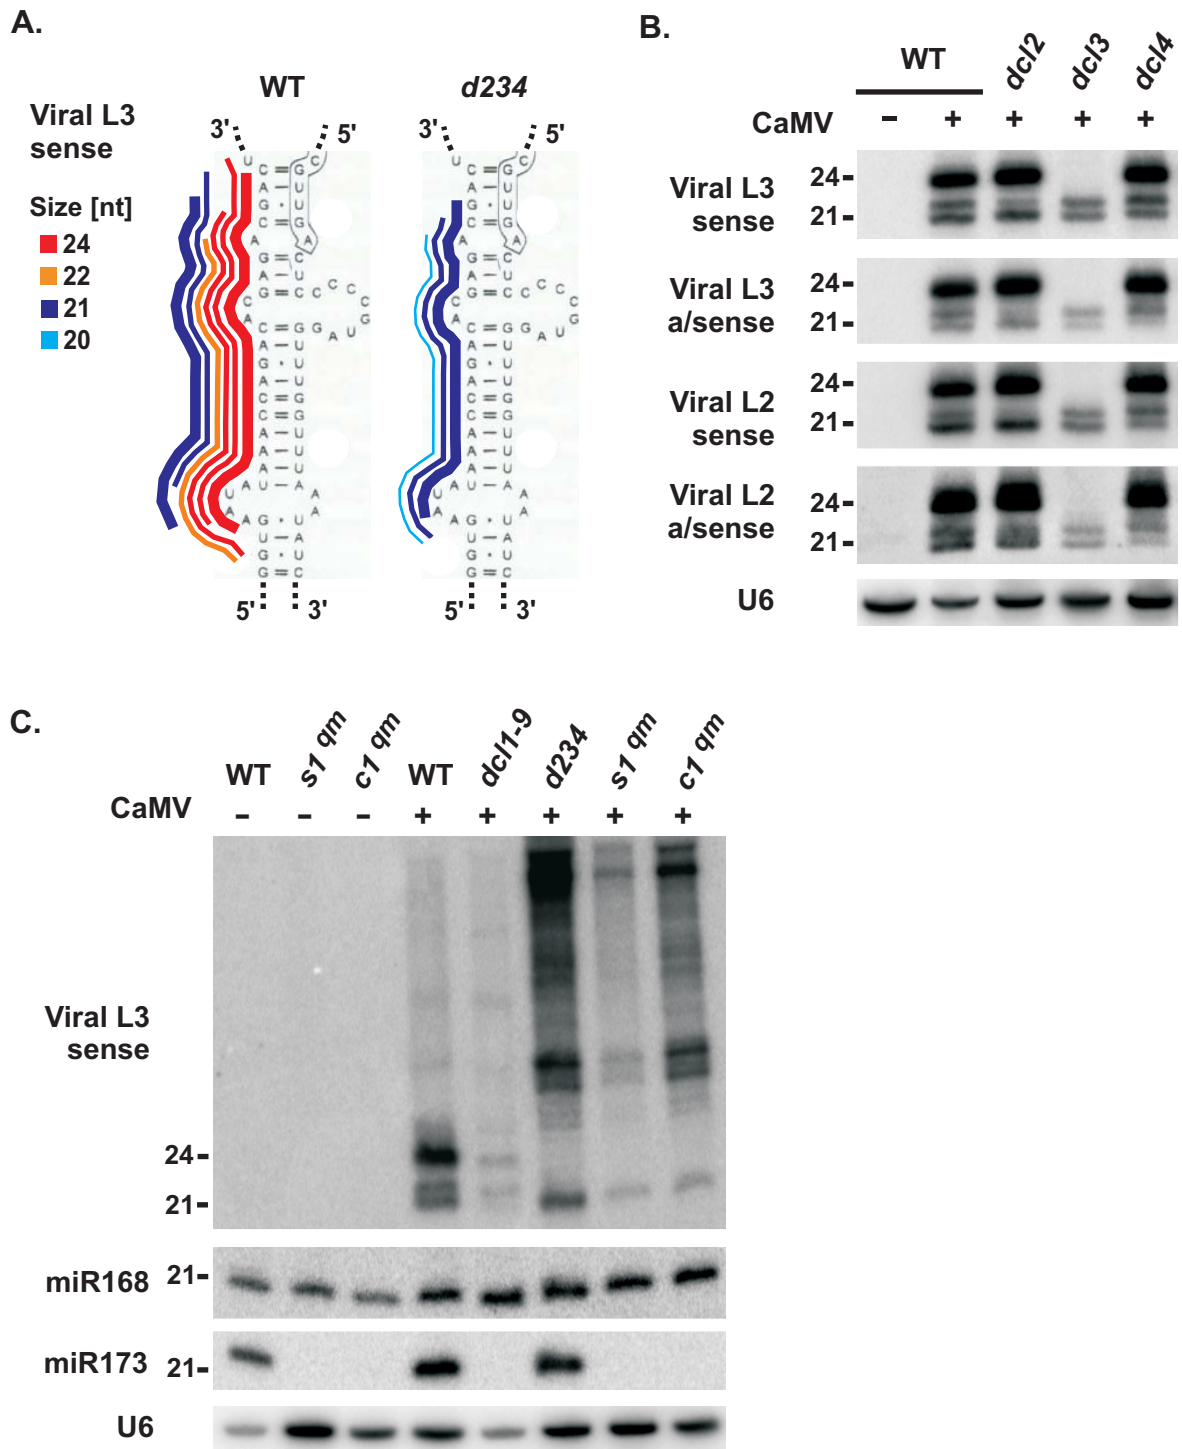 A.
WT
d234
Viral L3
sense
3'
5'
3'
5'
Size [nt]
24
22
21
20
5'
3'
5'
3'
B.
WT
dcl2
dcl3
dcl4
CaMV
– + + + +
Viral L3
sense
24
21
Viral L3
a/sense
24
21
Viral L2
sense
24
21
Viral L2
a/sense
24
21
U6
C.
WT s1 qm c1 qm WT dcl1-9 d234 s1 qm c1 qm
CaMV
– – – + + + + +
Viral L3
sense
24
21
miR168
21
miR173
21
U6